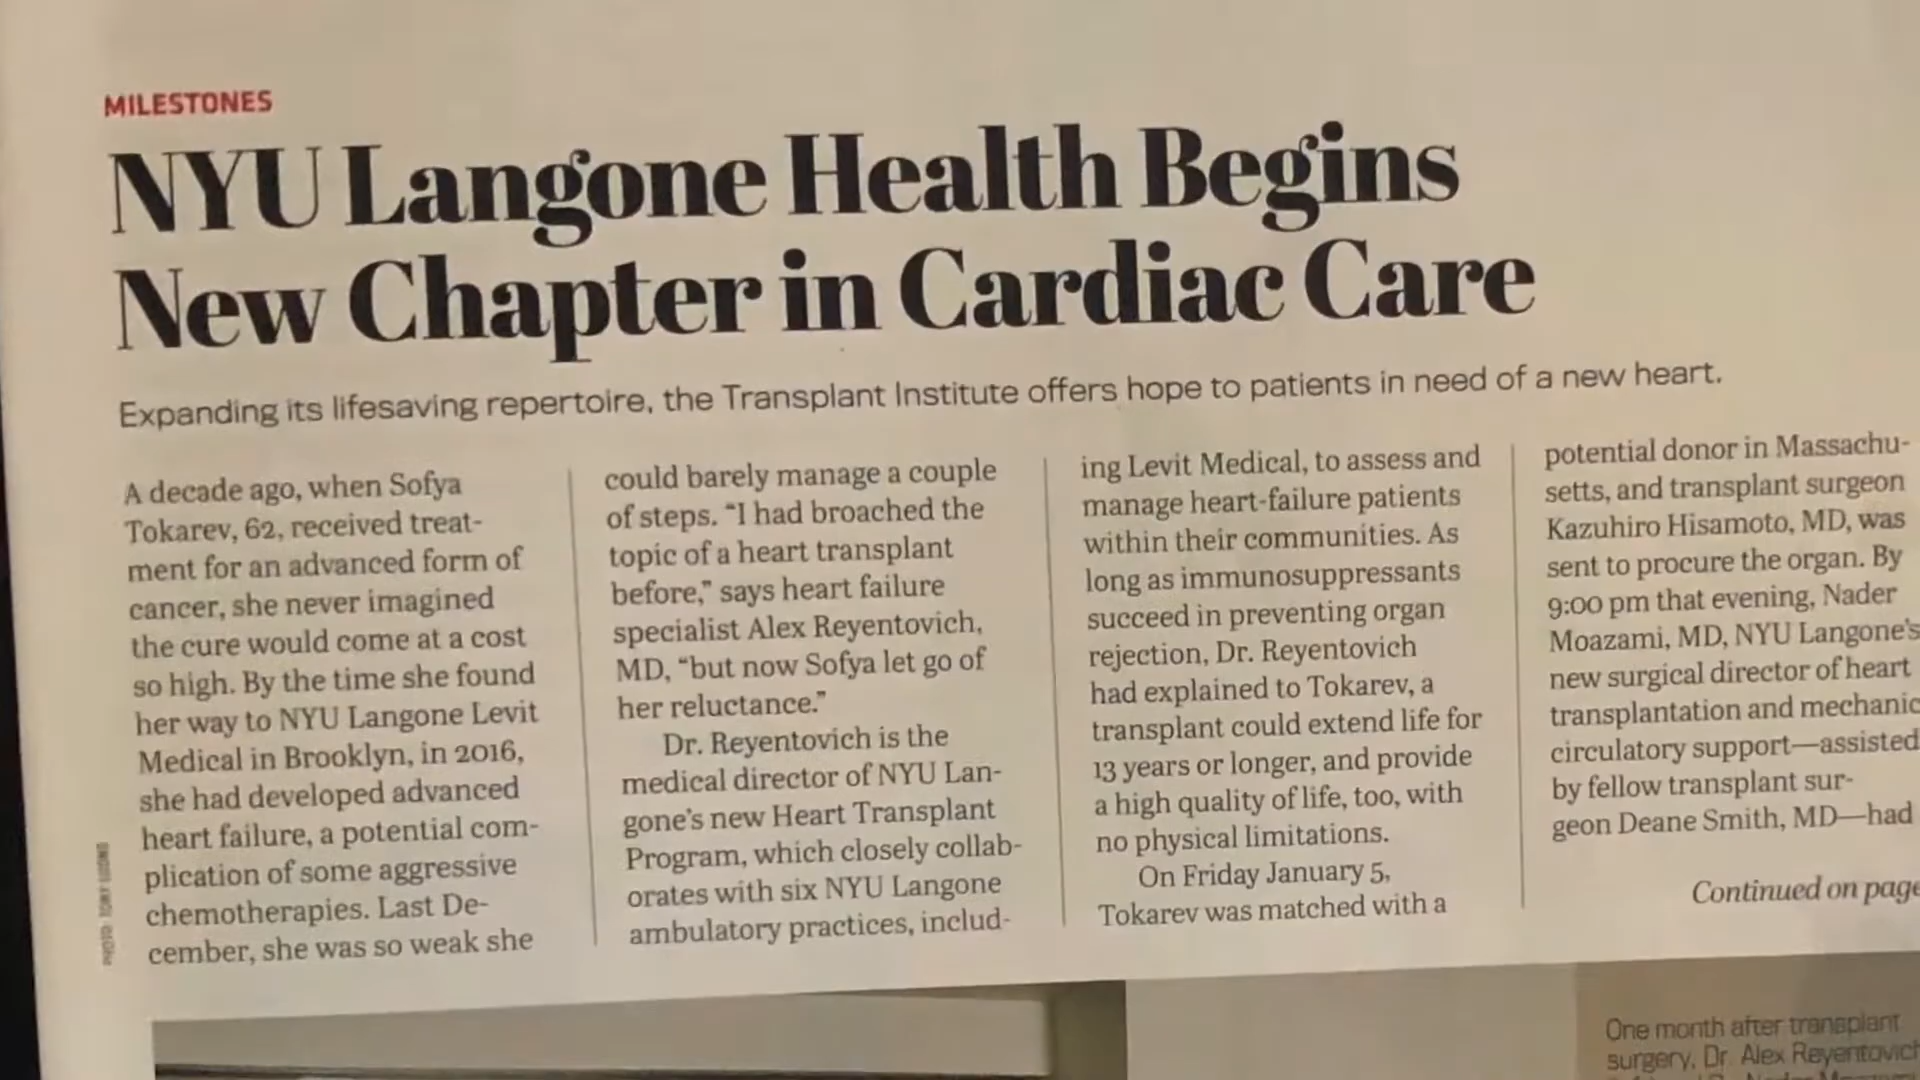 MILESTONES
NYU Langone Health Begins
New Chapter in Cardiac Care
Expanding its lifesaving repertoire, the Transplant Institute offers hope to patients in need of a new heart.
A decade ago, when Sofya
Tokarev, 62, received treat-
ment for an advanced form of
cancer, she never imagined
the cure would come at a cost
so high. By the time she found
her way to NYU Langone Levit
Medical in Brooklyn, in 2016,
she had developed advanced
heart failure, a potential com-
plication of some aggressive
chemotherapies. Last De-
cember, she was so weak she
could barely manage a couple
of steps. “I had broached the
topic of a heart transplant
before,” says heart failure
specialist Alex Reyentovich,
MD, “but now Sofya let go of
her reluctance.”
Dr. Reyentovich is the
medical director of NYU Lan-
gone’s new Heart Transplant
Program, which closely collab-
orates with six NYU Langone
ambulatory practices, includ-
ing Levit Medical, to assess and
manage heart-failure patients
within their communities. As
long as immunosuppressants
succeed in preventing organ
rejection, Dr. Reyentovich
had explained to Tokarev, a
transplant could extend life for
13 years or longer, and provide
a high quality of life, too, with
no physical limitations.
On Friday January 5,
Tokarev was matched with a
potential donor in Massachu-
setts, and transplant surgeon
Kazuhiro Hisamoto, MD, was
sent to procure the organ. By
9:00 pm that evening, Nader
Moazami, MD, NYU Langone’s
new surgical director of heart
transplantation and mechanic
circulatory support—assisted
by fellow transplant sur-
geon Deane Smith, MD—had
Continued on page
One month after transplant
surgery, Dr. Alex Reyentovich